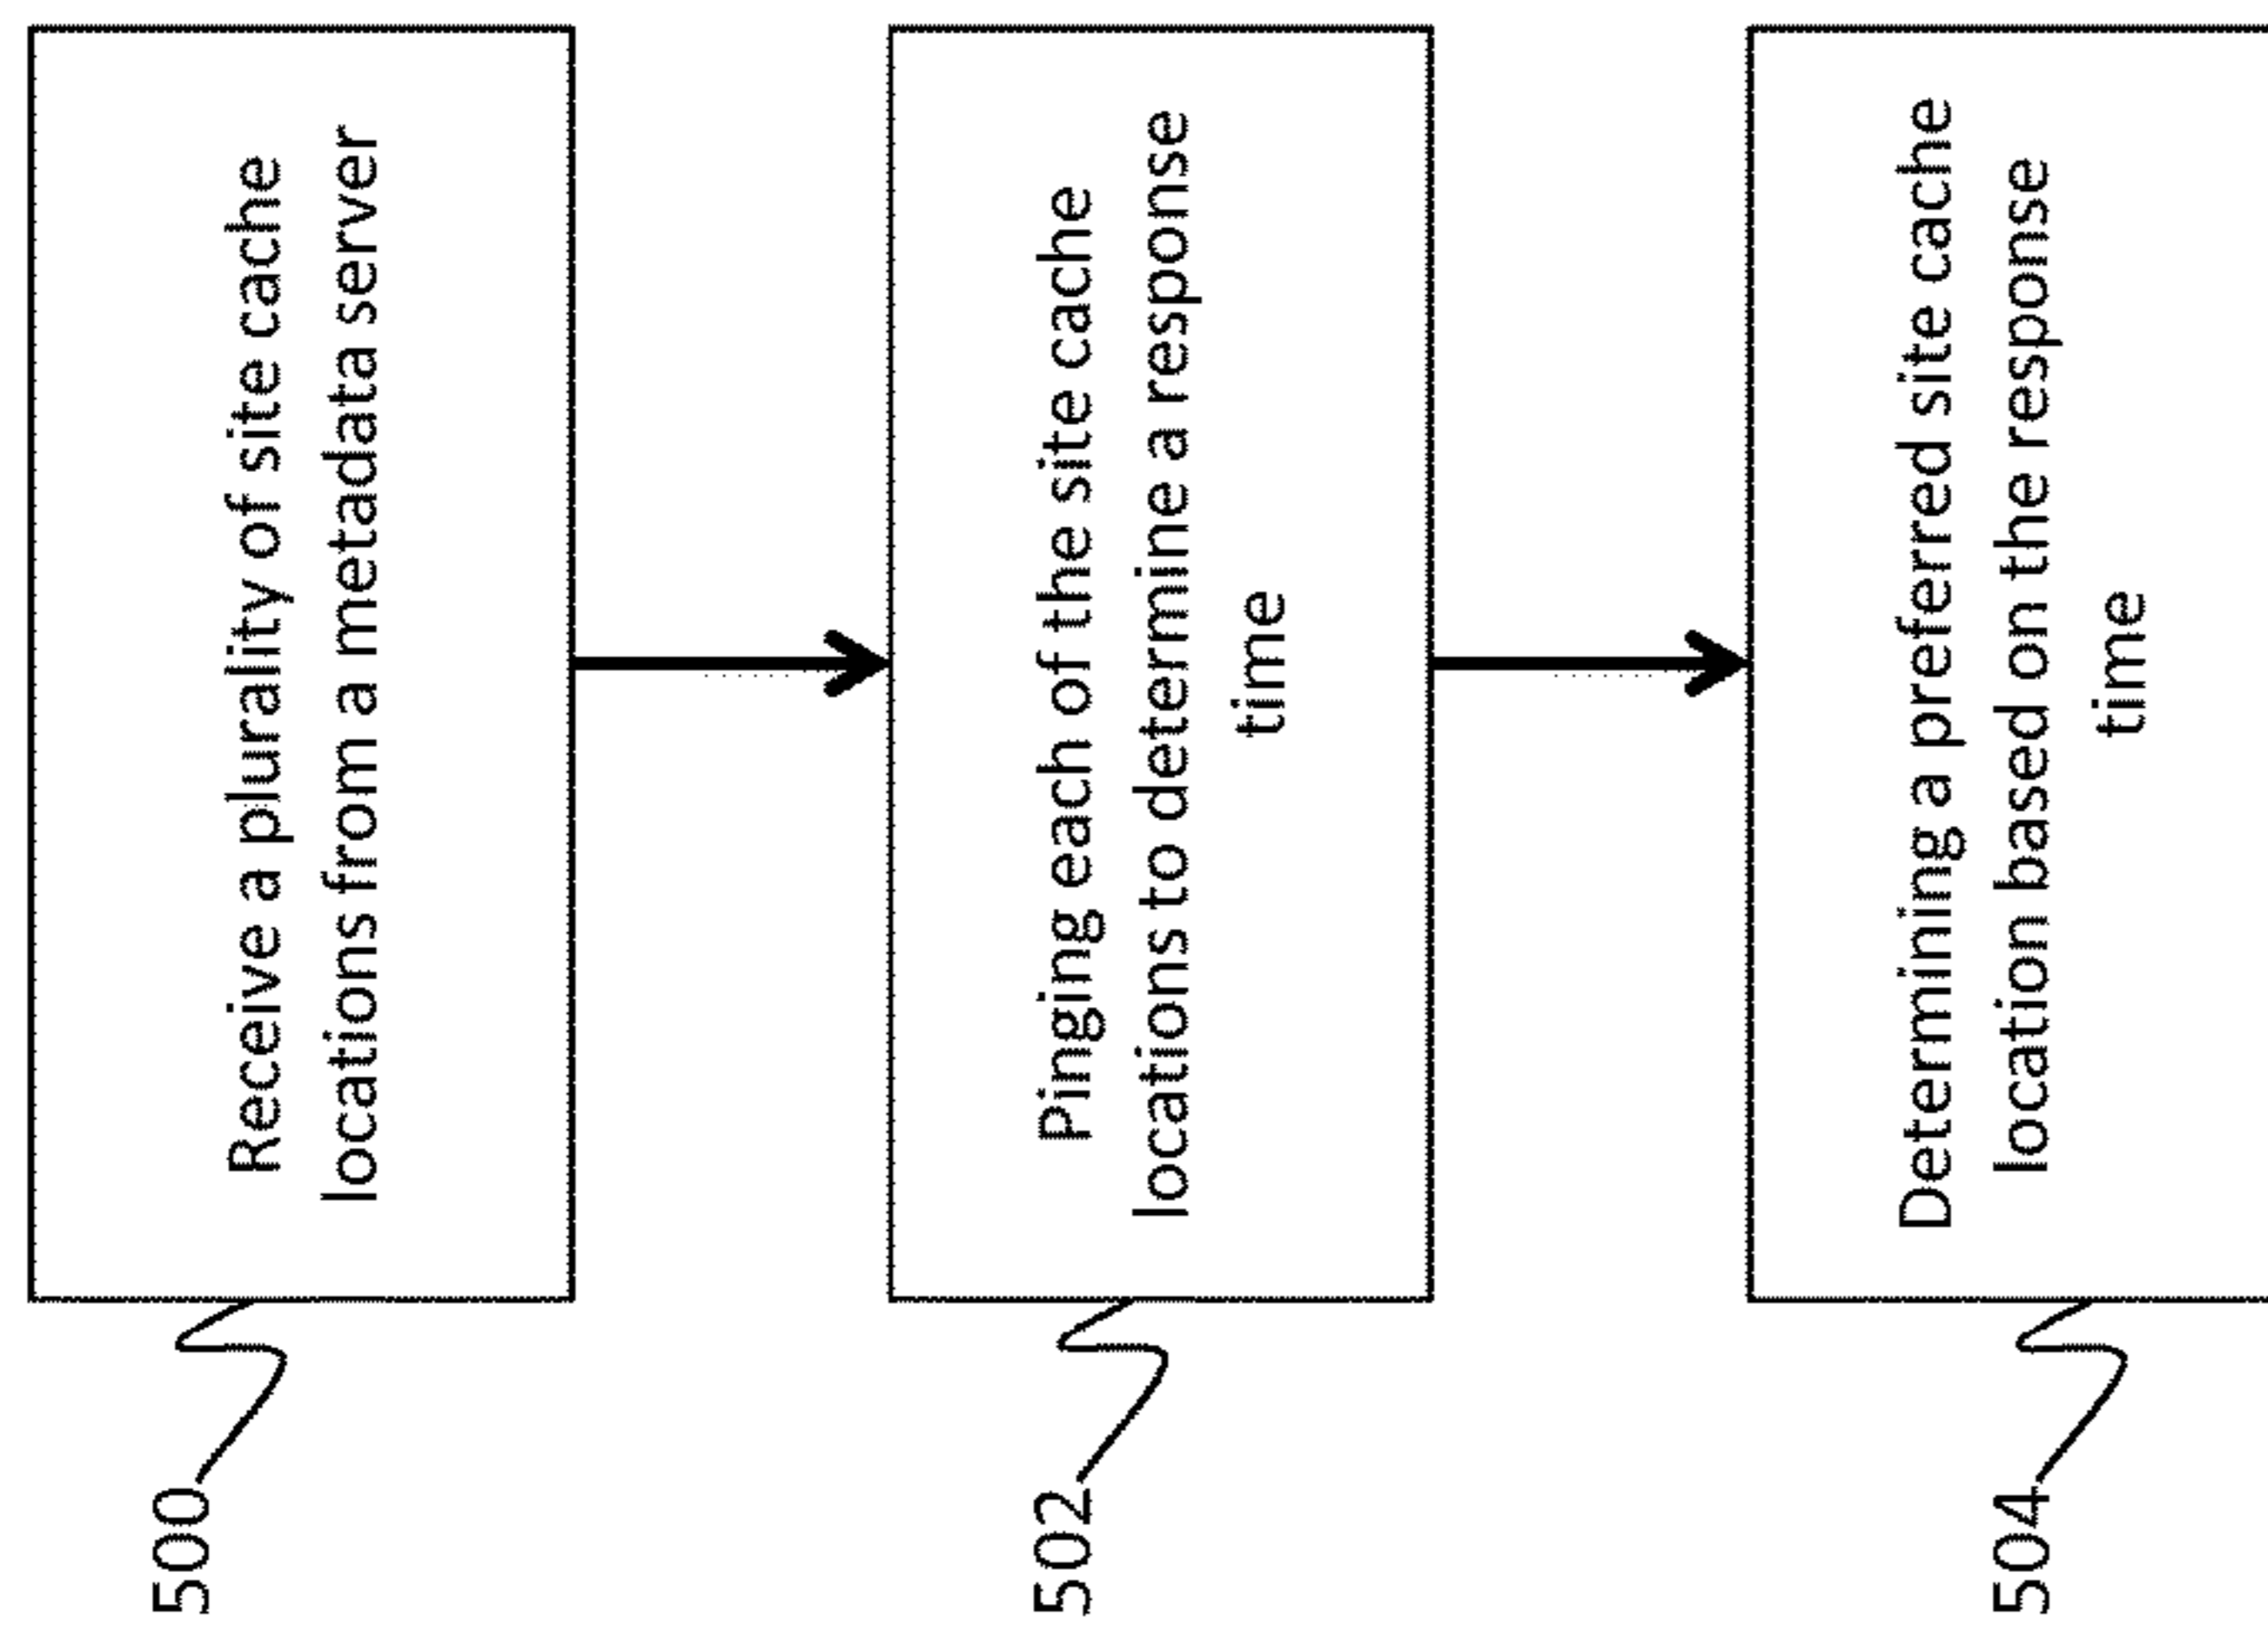 500
Receive a plurality of site cache
locations from a metadata server
502
Pinging each of the site cache
locations to determine a response
time
504
Determining a preferred site cache
location based on the response
time